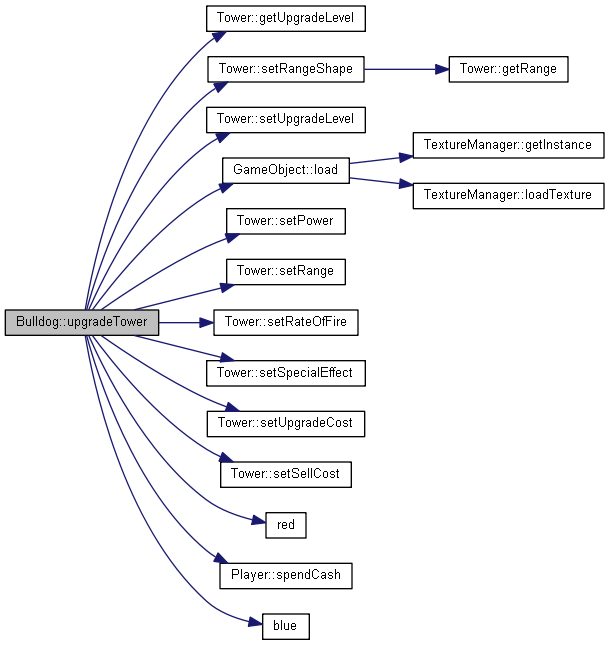 Tower::getUpgradeLevel
Tower::setRangeShape
Tower::getRange
Tower::setUpgradeLevel
TextureManager::getInstance
GameObject::load
TextureManager::loadTexture
Tower::setPower
Tower::setRange
Bulldog::upgradeTower
Tower::setRateOfFire
Tower::setSpecialEffect
Tower::setUpgradeCost
Tower::setSellCost
red
Player::spendCash
blue